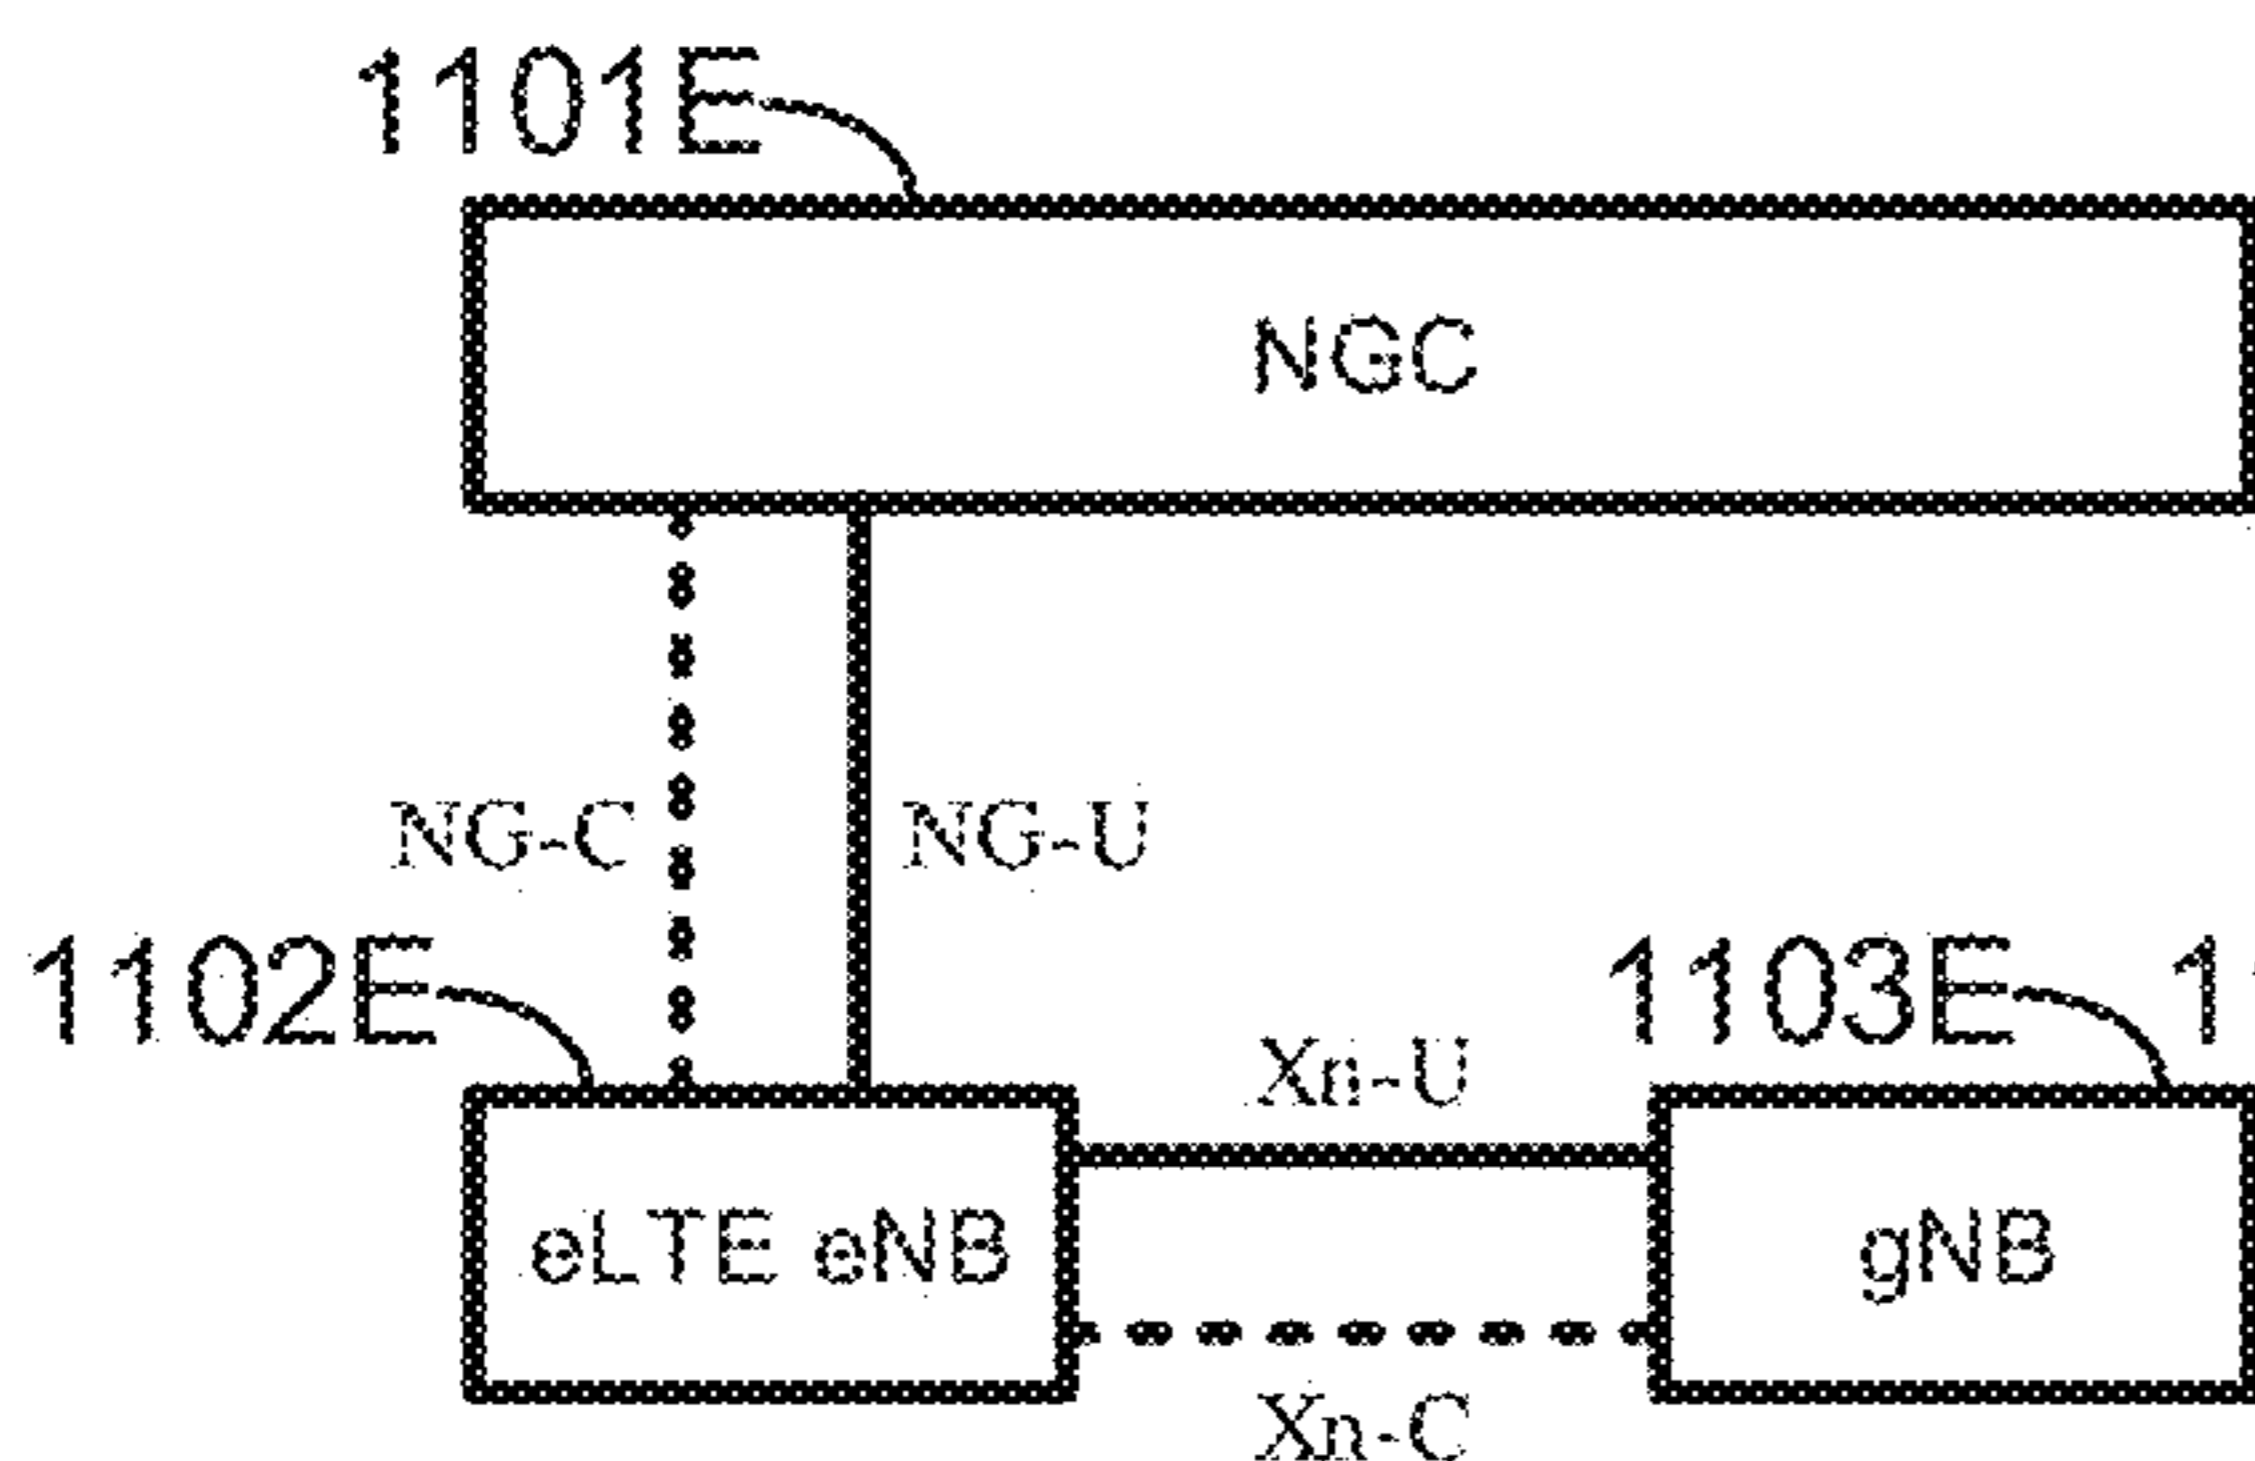 1101E
NGC
NG-C NG-U
1102E 1103E
Xn-U
eLTE eNB gNB
Xn-C